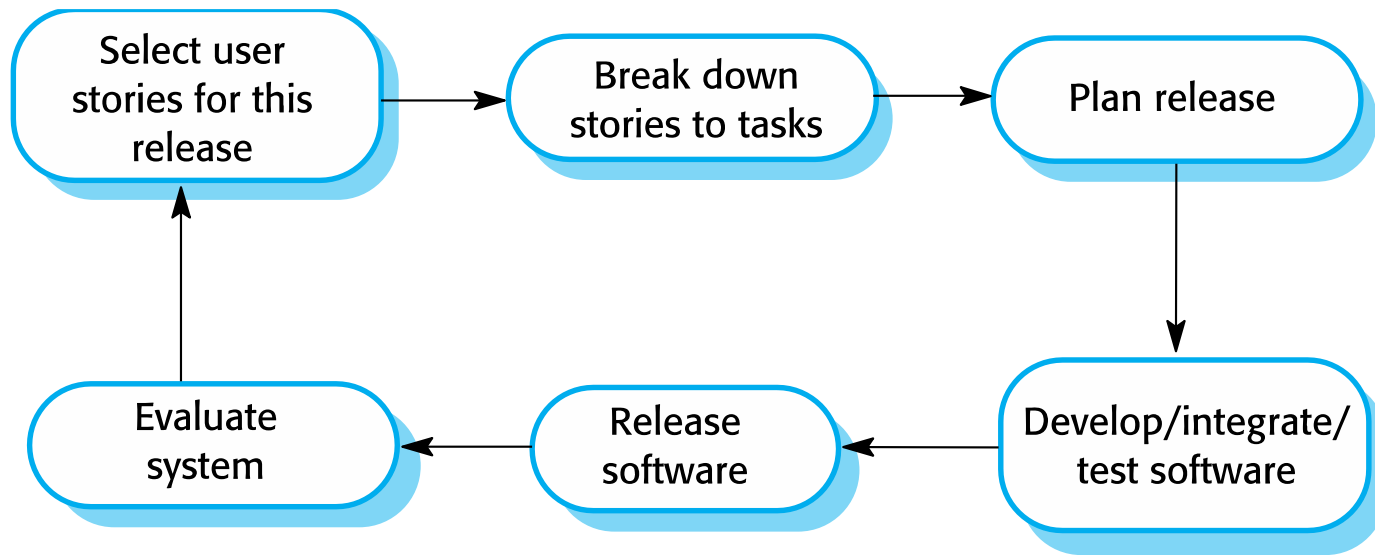 Select user
stories for this
release
Break down
stories to tasks
Plan release
Develop/integrate/
test software
Release
software
Evaluate
system